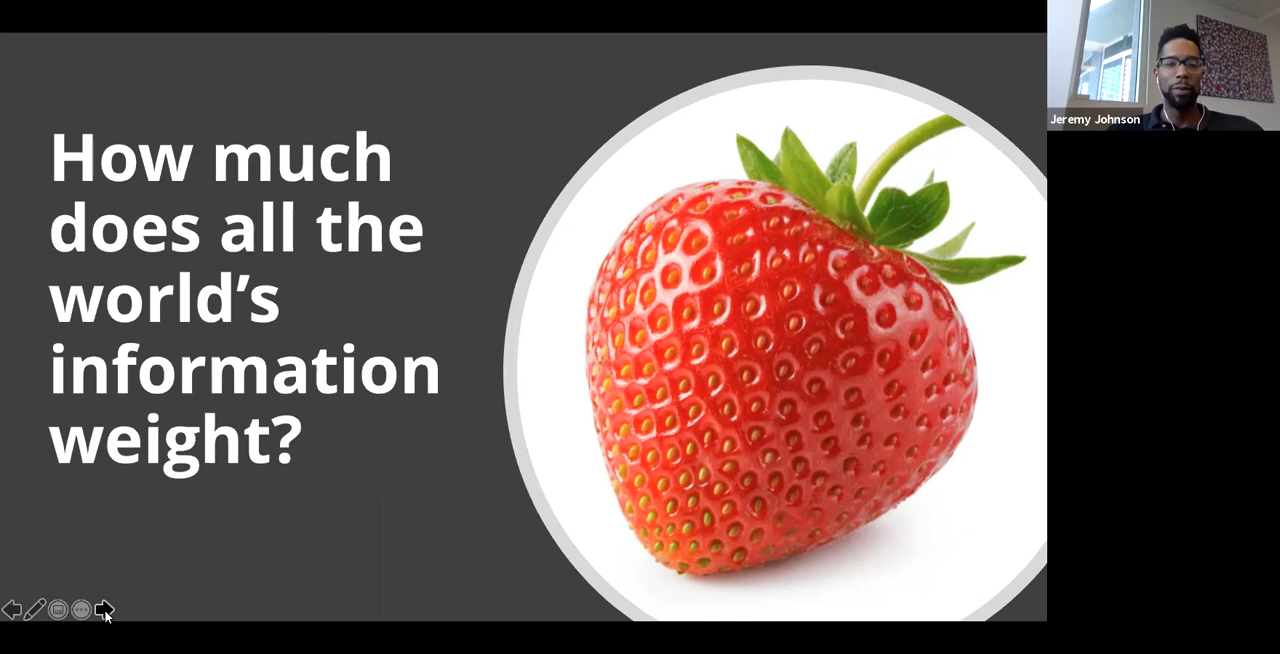 How much
does all the
world’s
information
weight?
Jeremy Johnson